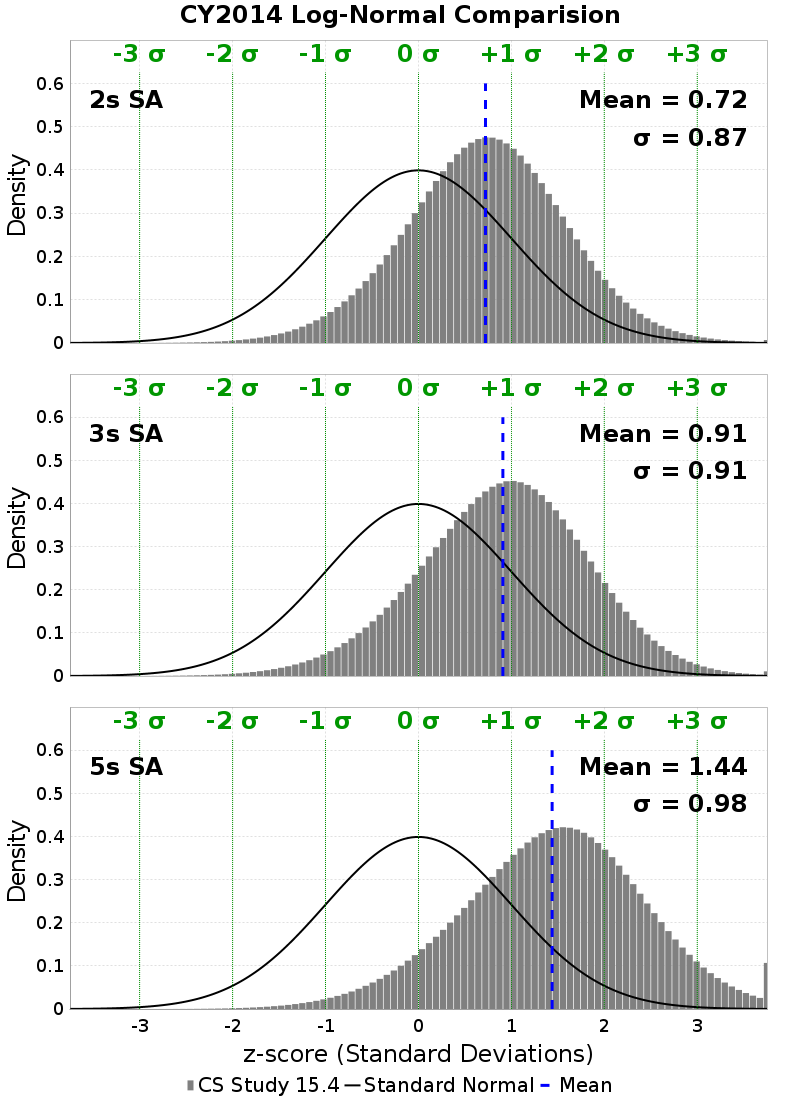 CY2014 Log-Normal Comparision
-3 σ -2 σ -1 σ 0 σ +1 σ +2 σ +3 σ
0.6
2s SA Mean = 0.72
0.5
σ = 0.87
0.4
0.3
0.2
0.1
0
Density
-3 σ -2 σ -1 σ 0 σ +1 σ +2 σ +3 σ
0.6
3s SA Mean = 0.91
0.5
σ = 0.91
0.4
0.3
0.2
0.1
0
Density
-3 σ -2 σ -1 σ 0 σ +1 σ +2 σ +3 σ
0.6
5s SA Mean = 1.44
0.5
σ = 0.98
0.4
0.3
0.2
0.1
0
Density
-3 -2 -1 0 1 2 3
z-score (Standard Deviations)
CS Study 15.4 Standard Normal Mean